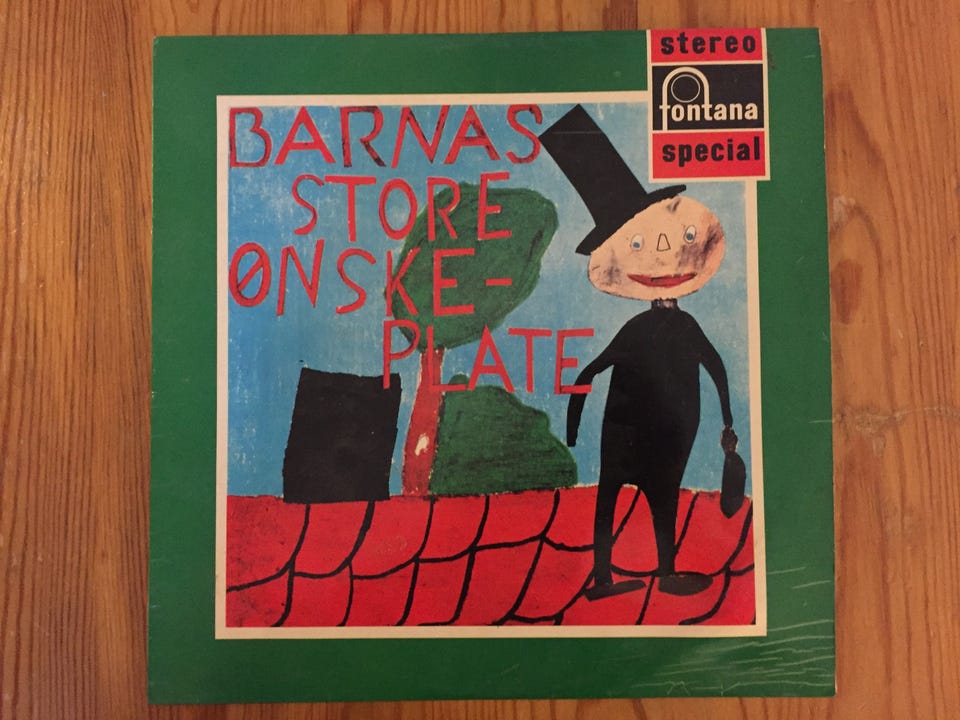 stereo
fontana
special
BARNAS
STORE
ØNSKE-
PLATE